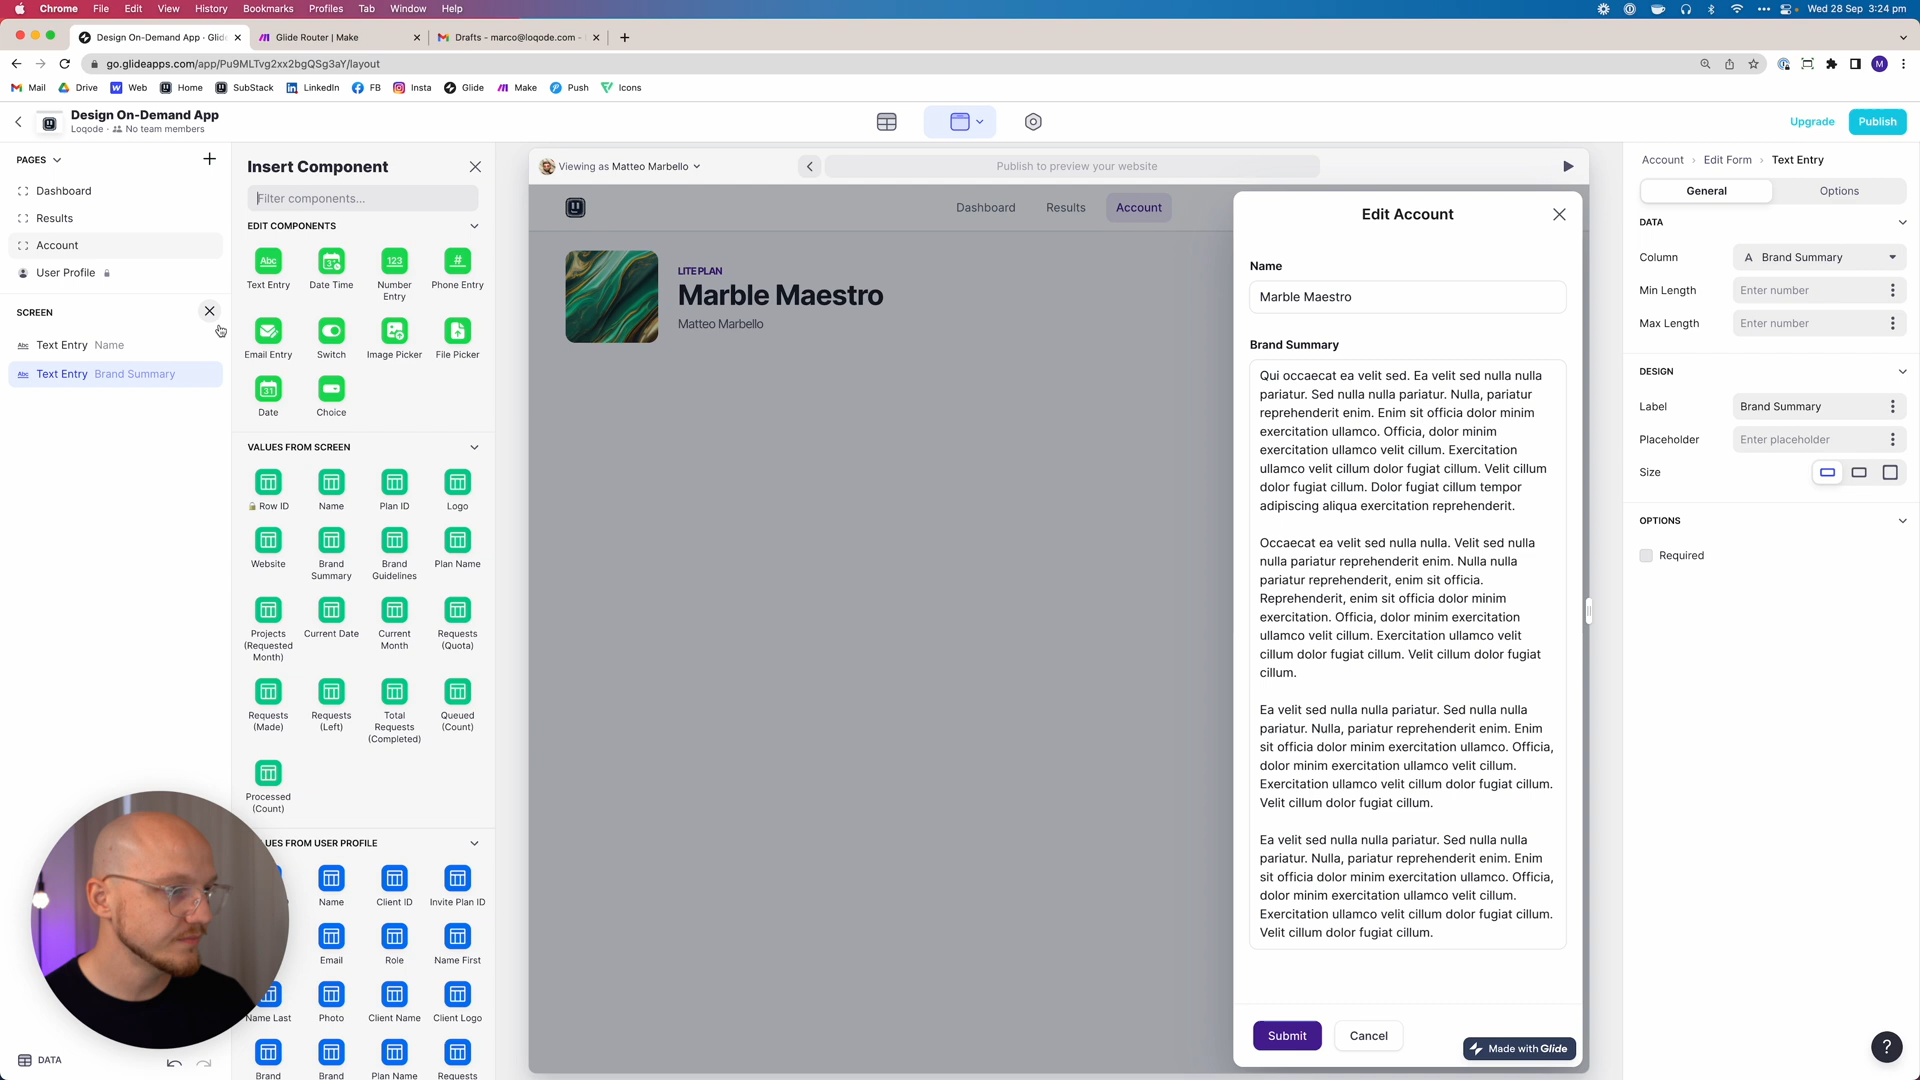 Chrome File Edit View History Bookmarks Profiles Tab Window Help
Wed 28 Sep 3:24 pm
Design On-Demand App · Glide
Glide Router | Make
Drafts - marco@loqode.com -
go.glideapps.com/app/Pu9MLTvg2xx2bgQSg3aY/layout
Mail Drive Web Home SubStack LinkedIn FB Insta Glide Make Push Icons
Design On-Demand App
Loqode · No team members
Upgrade
Publish
PAGES
Dashboard
Results
Account
User Profile
SCREEN
Text Entry Name
Text Entry Brand Summary
DATA
Insert Component
Filter components...
EDIT COMPONENTS
Abc 31 123 #
Text Entry Date Time Number Entry Phone Entry
Email Entry Switch Image Picker File Picker
31
Date Choice
VALUES FROM SCREEN
Row ID Name Plan ID Logo
Website Brand Summary Brand Guidelines Plan Name
Projects (Requested Month) Current Date Current Month Requests (Quota)
Requests (Made) Requests (Left) Total Requests (Completed) Queued (Count)
Processed (Count)
UES FROM USER PROFILE
Name Client ID Invite Plan ID
Email Role Name First
Name Last Photo Client Name Client Logo
Brand Brand Plan Name Requests
Viewing as Matteo Marbello
Publish to preview your website
Dashboard Results Account
LITE PLAN
Marble Maestro
Matteo Marbello
Edit Account
Name
Marble Maestro
Brand Summary
Qui occaecat ea velit sed. Ea velit sed nulla nulla
pariatur. Sed nulla nulla pariatur. Nulla, pariatur
reprehenderit enim. Enim sit officia dolor minim
exercitation ullamco. Officia, dolor minim
exercitation ullamco velit cillum. Exercitation
ullamco velit cillum dolor fugiat cillum. Velit cillum
dolor fugiat cillum. Dolor fugiat cillum tempor
adipiscing aliqua exercitation reprehenderit.
Occaecat ea velit sed nulla nulla. Velit sed nulla
nulla pariatur reprehenderit enim. Nulla nulla
pariatur reprehenderit, enim sit officia.
Reprehenderit, enim sit officia dolor minim
exercitation. Officia, dolor minim exercitation
ullamco velit cillum. Exercitation ullamco velit
cillum dolor fugiat cillum. Velit cillum dolor fugiat
cillum.
Ea velit sed nulla nulla pariatur. Sed nulla nulla
pariatur. Nulla, pariatur reprehenderit enim. Enim
sit officia dolor minim exercitation ullamco. Officia,
dolor minim exercitation ullamco velit cillum.
Exercitation ullamco velit cillum dolor fugiat cillum.
Velit cillum dolor fugiat cillum.
Ea velit sed nulla nulla pariatur. Sed nulla nulla
pariatur. Nulla, pariatur reprehenderit enim. Enim
sit officia dolor minim exercitation ullamco. Officia,
dolor minim exercitation ullamco velit cillum.
Exercitation ullamco velit cillum dolor fugiat cillum.
Velit cillum dolor fugiat cillum.
Submit
Cancel
Made with Glide
Account Edit Form Text Entry
General Options
DATA
Column A Brand Summary
Min Length Enter number
Max Length Enter number
DESIGN
Label Brand Summary
Placeholder Enter placeholder
Size
OPTIONS
Required
?